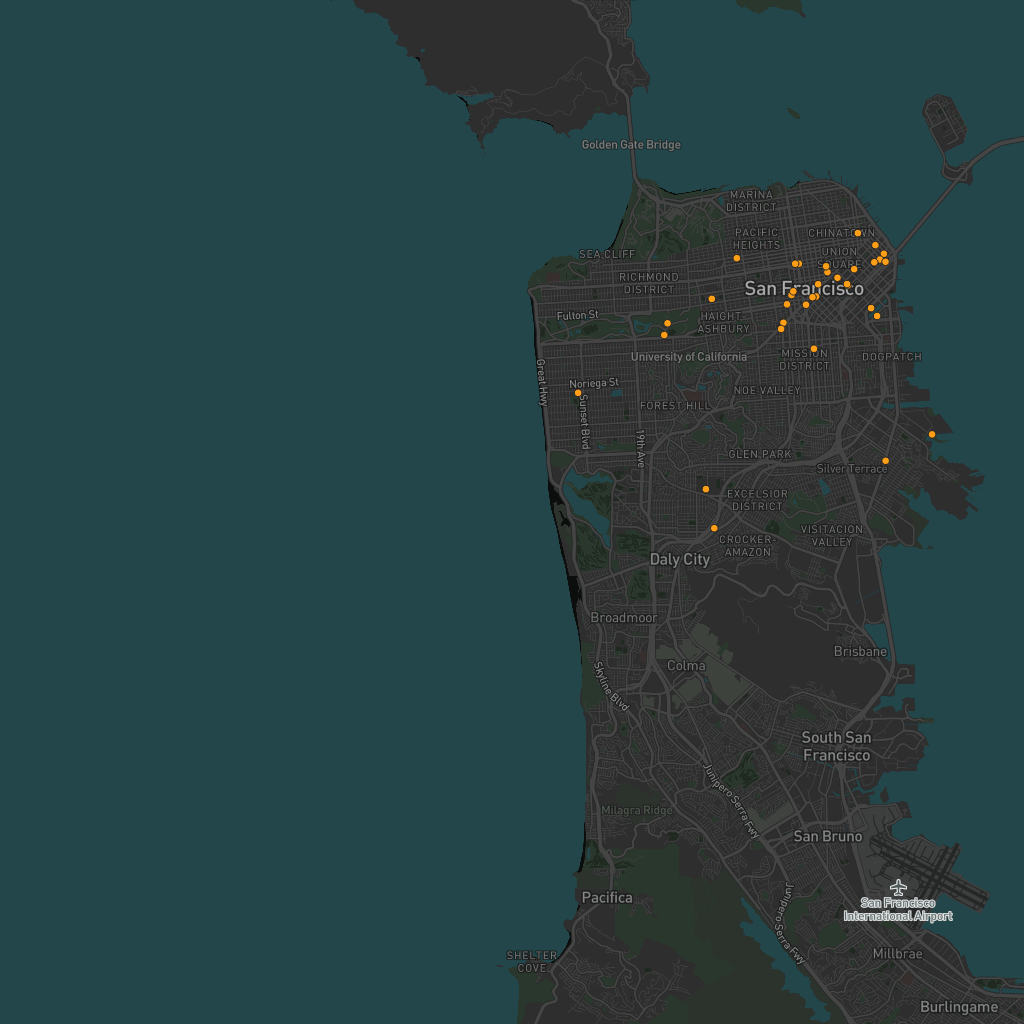 Golden Gate Bridge
MARINA
DISTRICT
PACIFIC
HEIGHTS
CHINATOWN
UNION
SQUARE
SEA CLIFF
RICHMOND
DISTRICT
San Francisco
Fulton St
HAIGHT
ASHBURY
University of California
MISSION
DISTRICT
DOGPATCH
Great Hwy
Noriega St
Sunset Blvd
NOE VALLEY
FOREST HILL
19th Ave
GLEN PARK
Silver Terrace
EXCELSIOR
DISTRICT
VISITACION
VALLEY
CROCKER-
AMAZON
Daly City
Broadmoor
Brisbane
Colma
Skyline Blvd
South San
Francisco
Junipero Serra Fwy
Milagra Ridge
San Bruno
Pacifica
Junipero Serra Fwy
San Francisco
International Airport
SHELTER
COVE
Millbrae
Burlingame